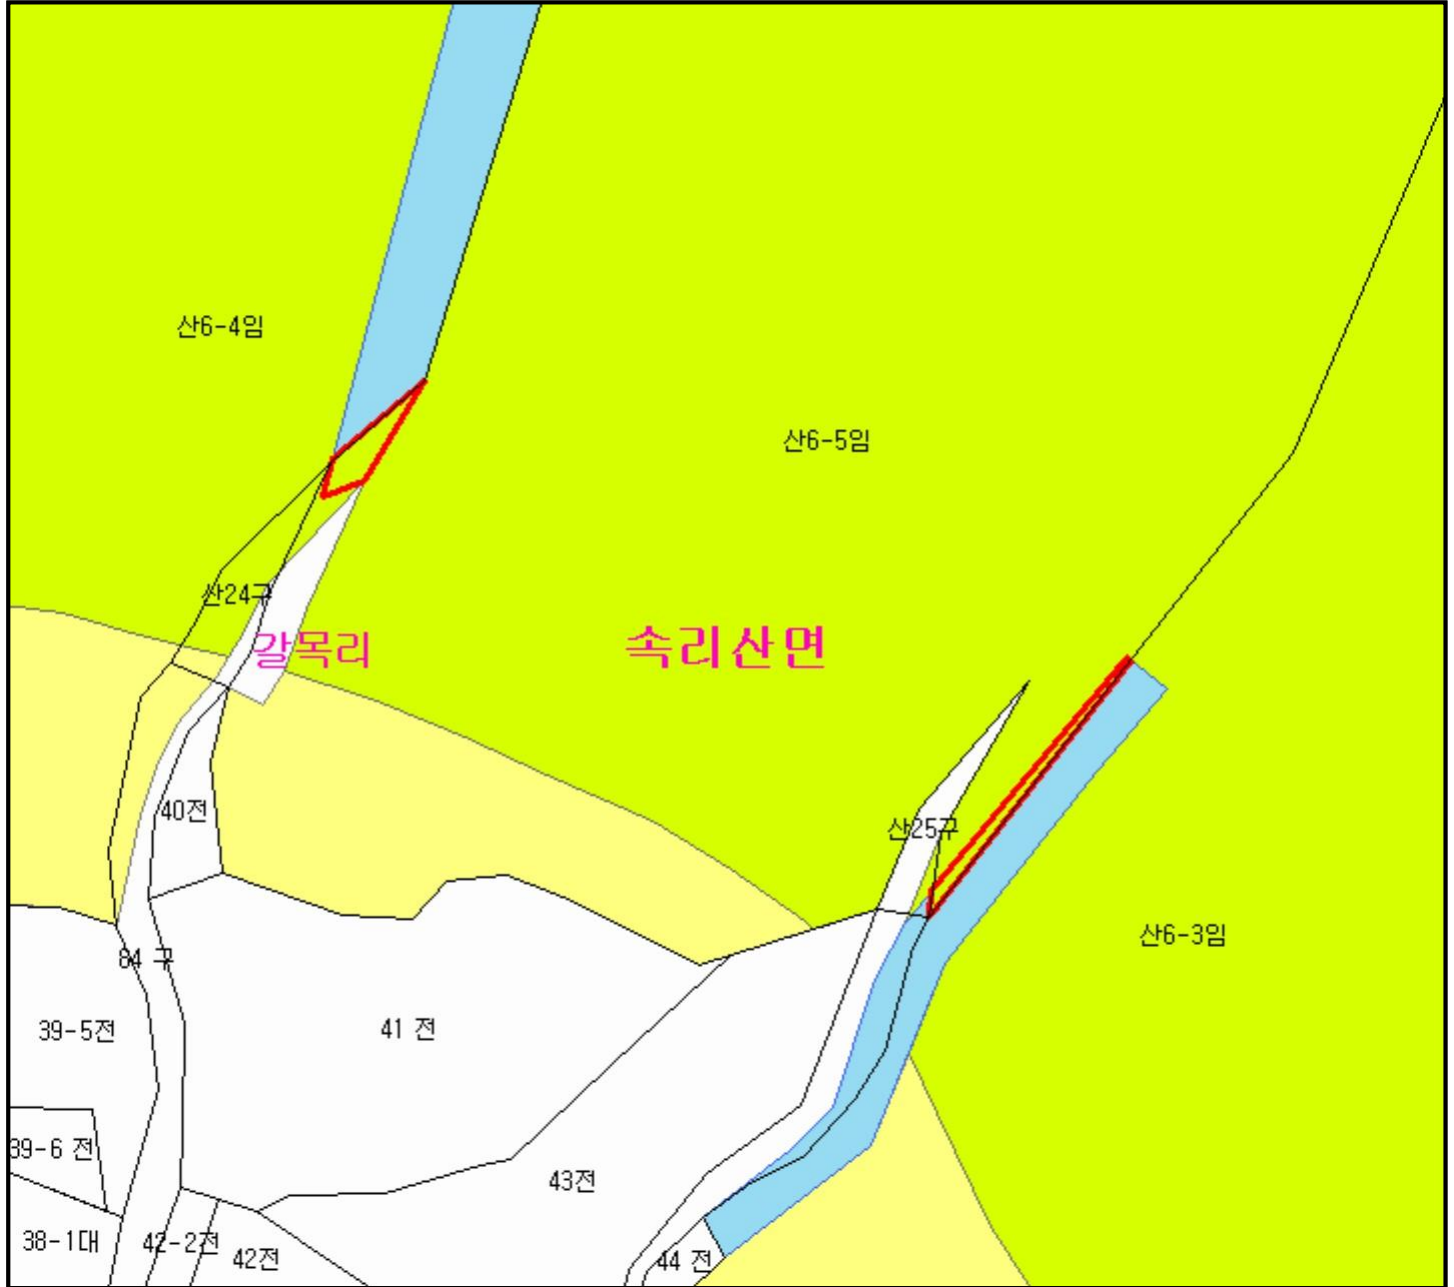 산6-4임
산6-5임
산24구
갈목리
속리산면
40전
산25구
84 구
산6-3임
39-5전
41 전
39-6 전
43전
38-1대
42-2전
42전
44 전